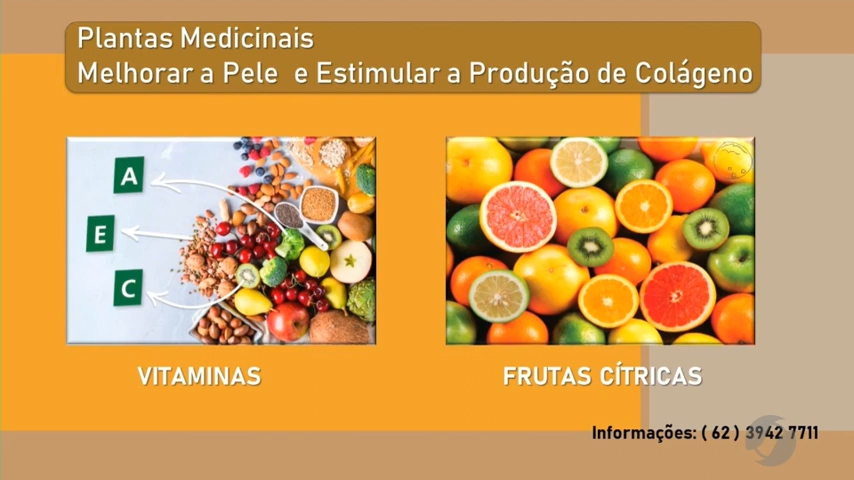 Plantas Medicinais
Melhorar a Pele e Estimular a Produção de Colágeno
A
E
C
VITAMINAS
FRUTAS CÍTRICAS
Informações: ( 62 ) 3942 7711